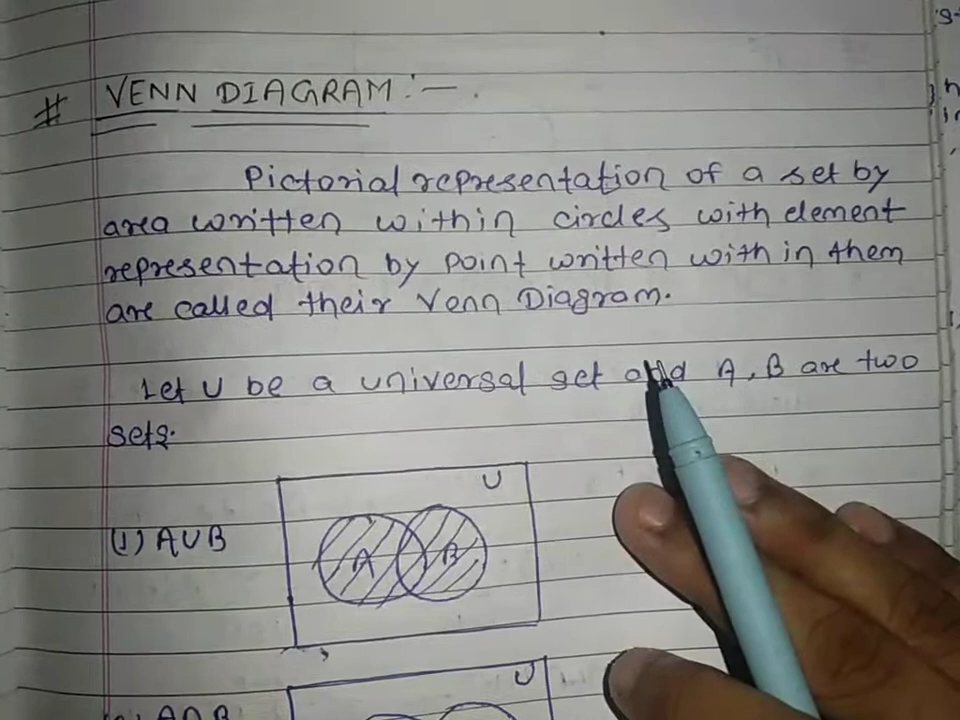 # VENN DIAGRAM :- .
Pictorial representation of a set by
area written within circles with element
representation by point written with in them
are called their Venn Diagram.
Let U be a universal set and A, B are two
sets.
U
(1) AUB
A B
U
A∩B